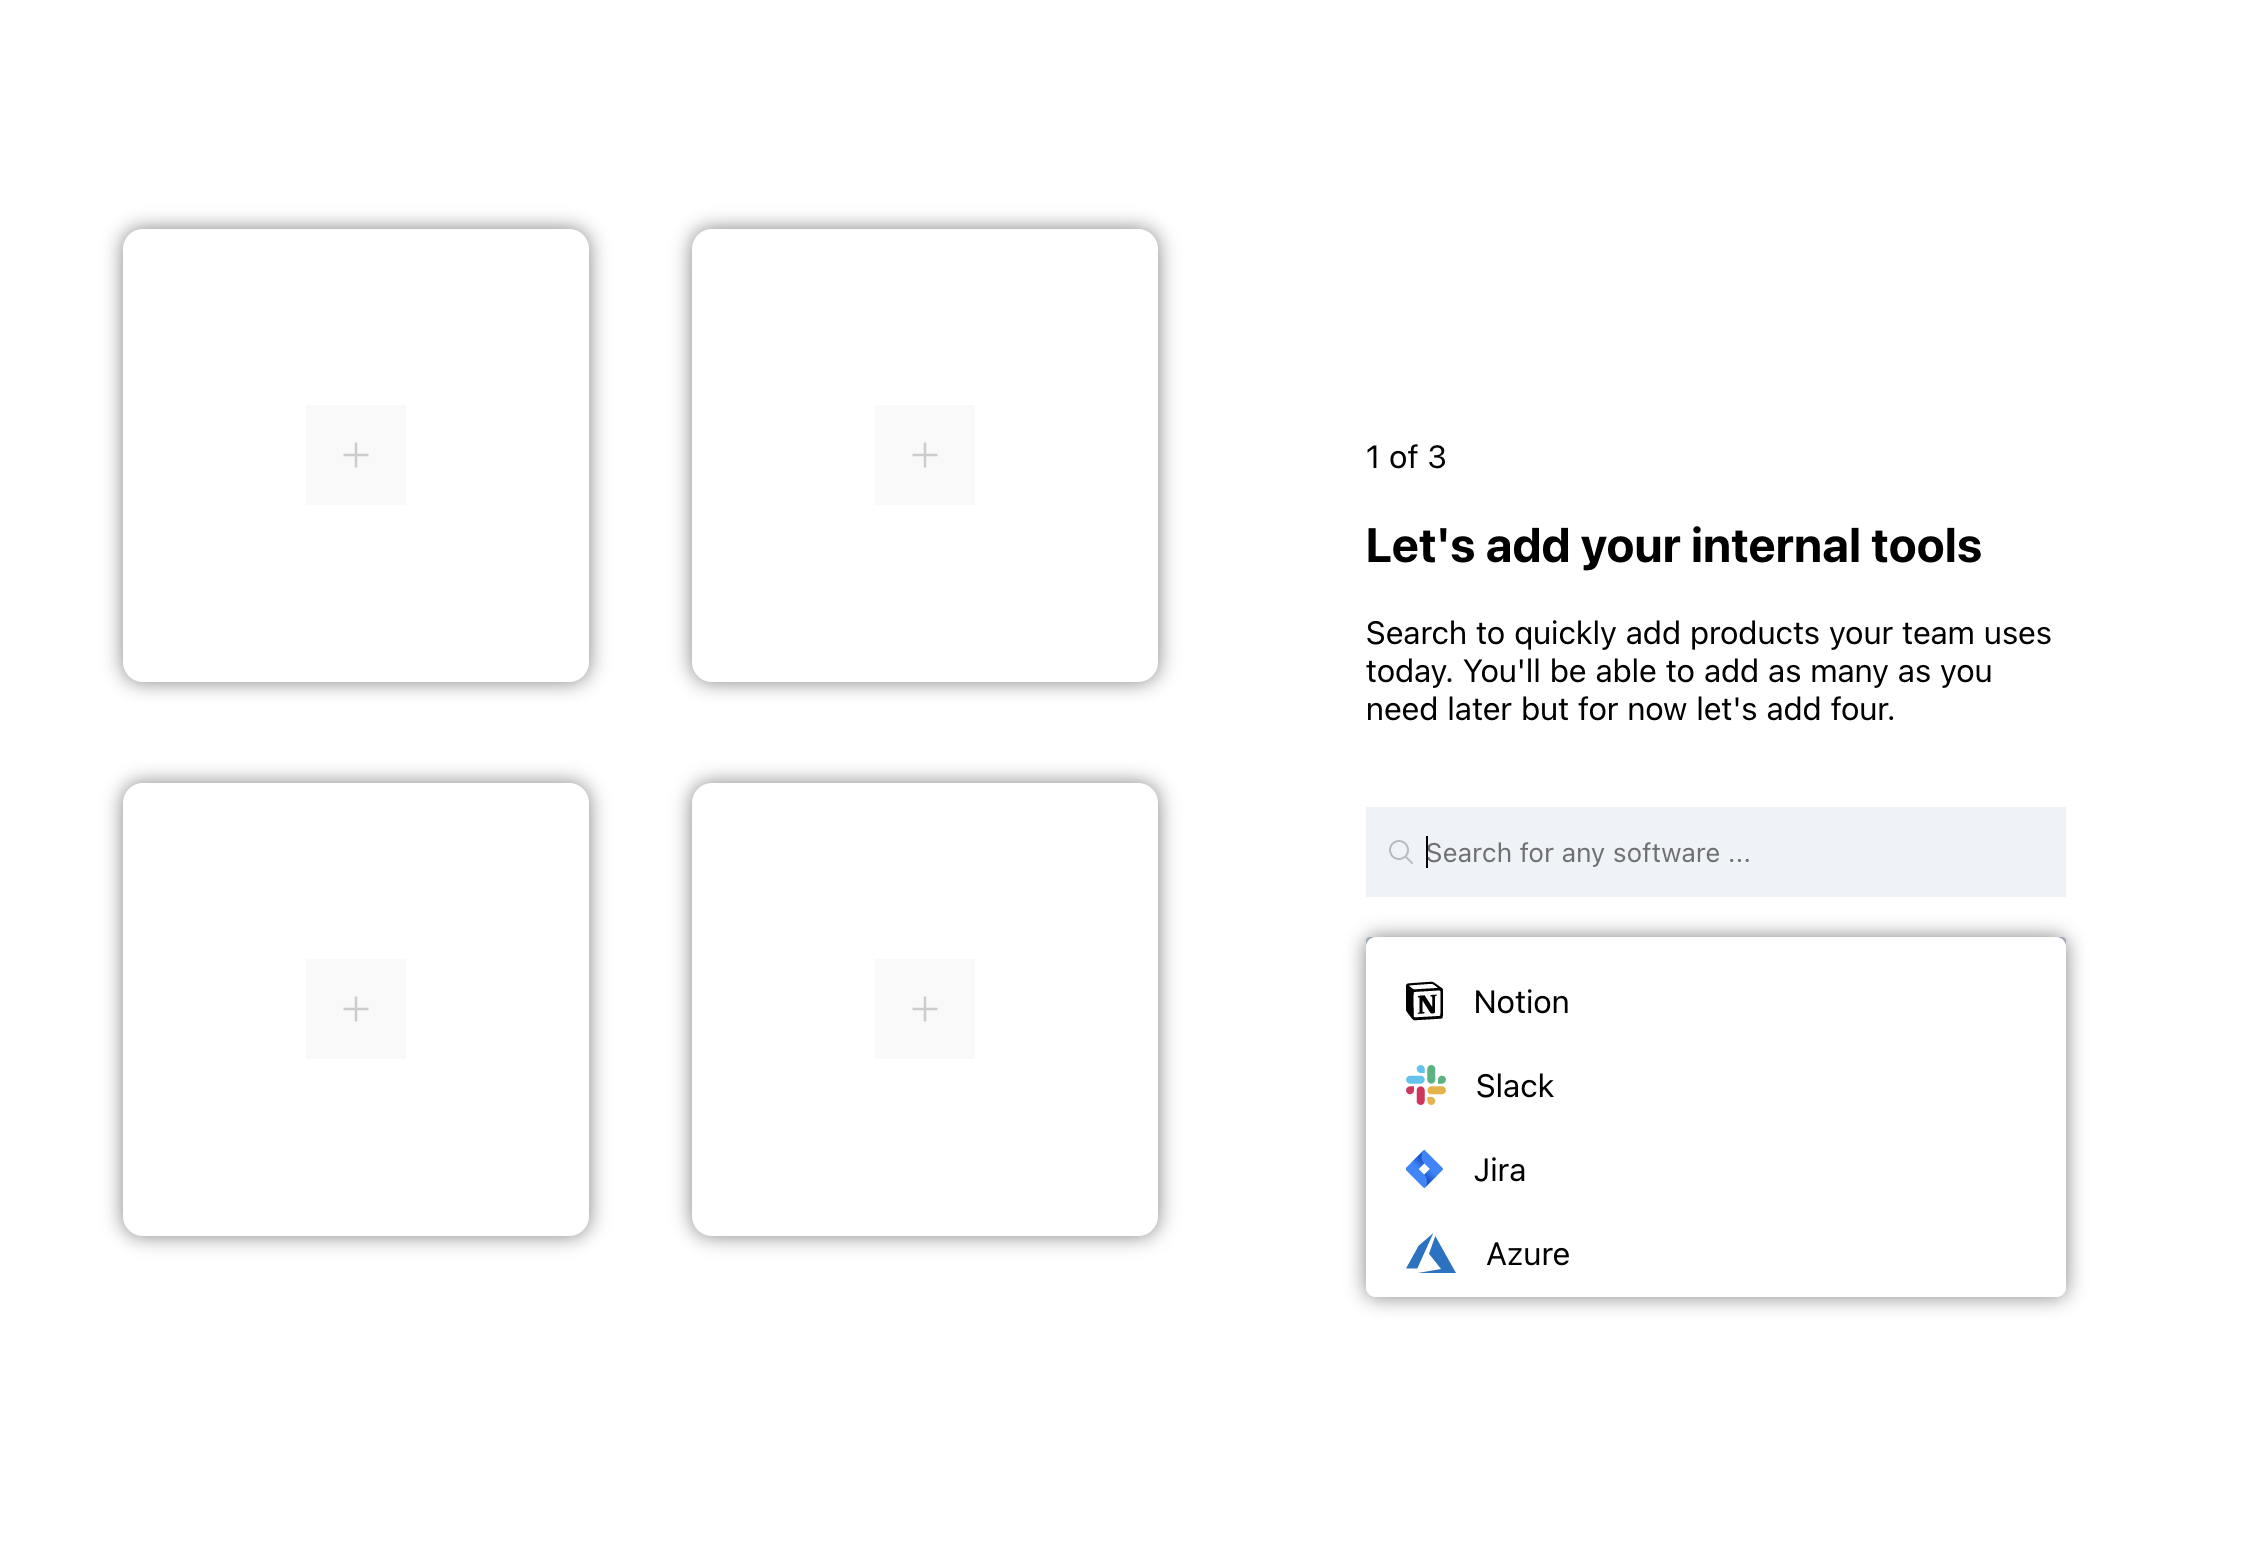 1 of 3
Let's add your internal tools
Search to quickly add products your team uses
today. You'll be able to add as many as you
need later but for now let's add four.
Search for any software ...
N Notion
Slack
Jira
Azure